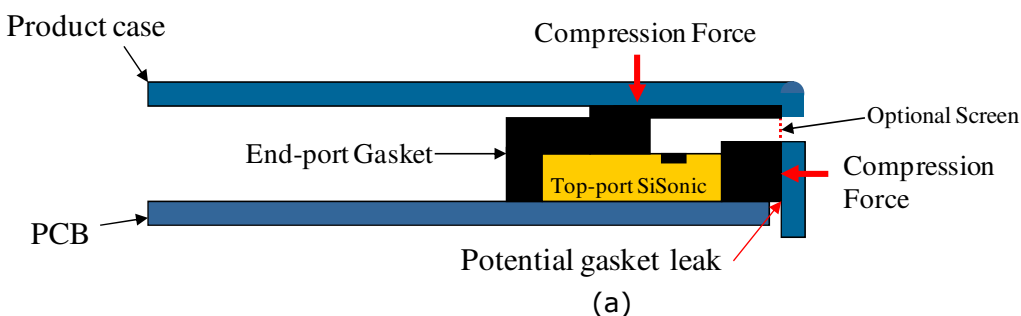 Product case
Compression Force
Optional Screen
End-port Gasket
Top-port SiSonic
Compression
Force
PCB
Potential gasket leak
(a)